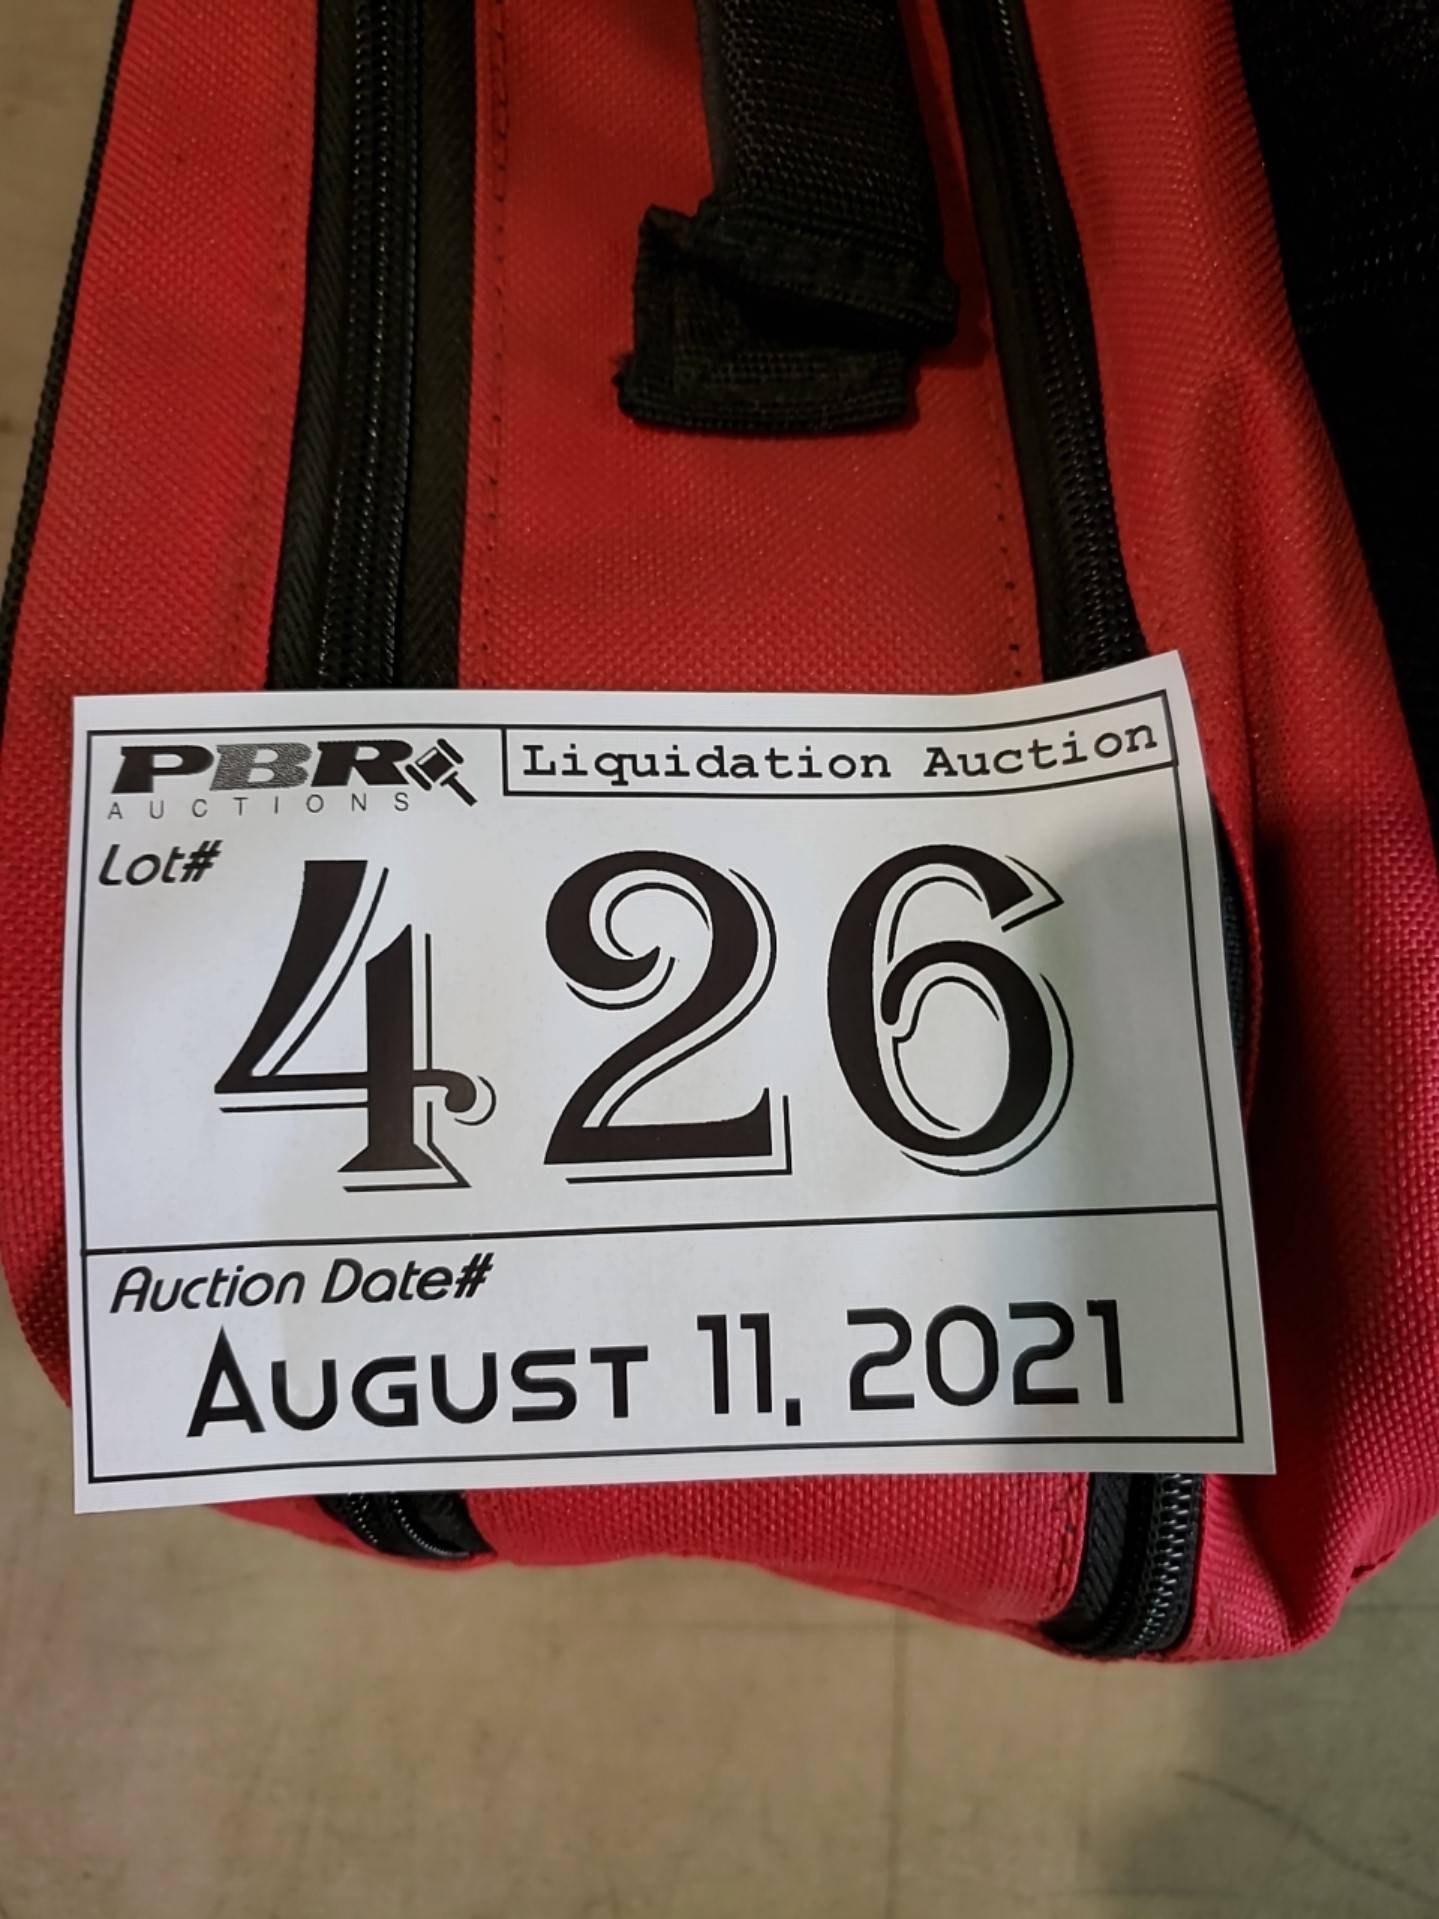 PBR
AUCTIONS
Liquidation Auction
Lot#
426
Auction Date#
August 11, 2021